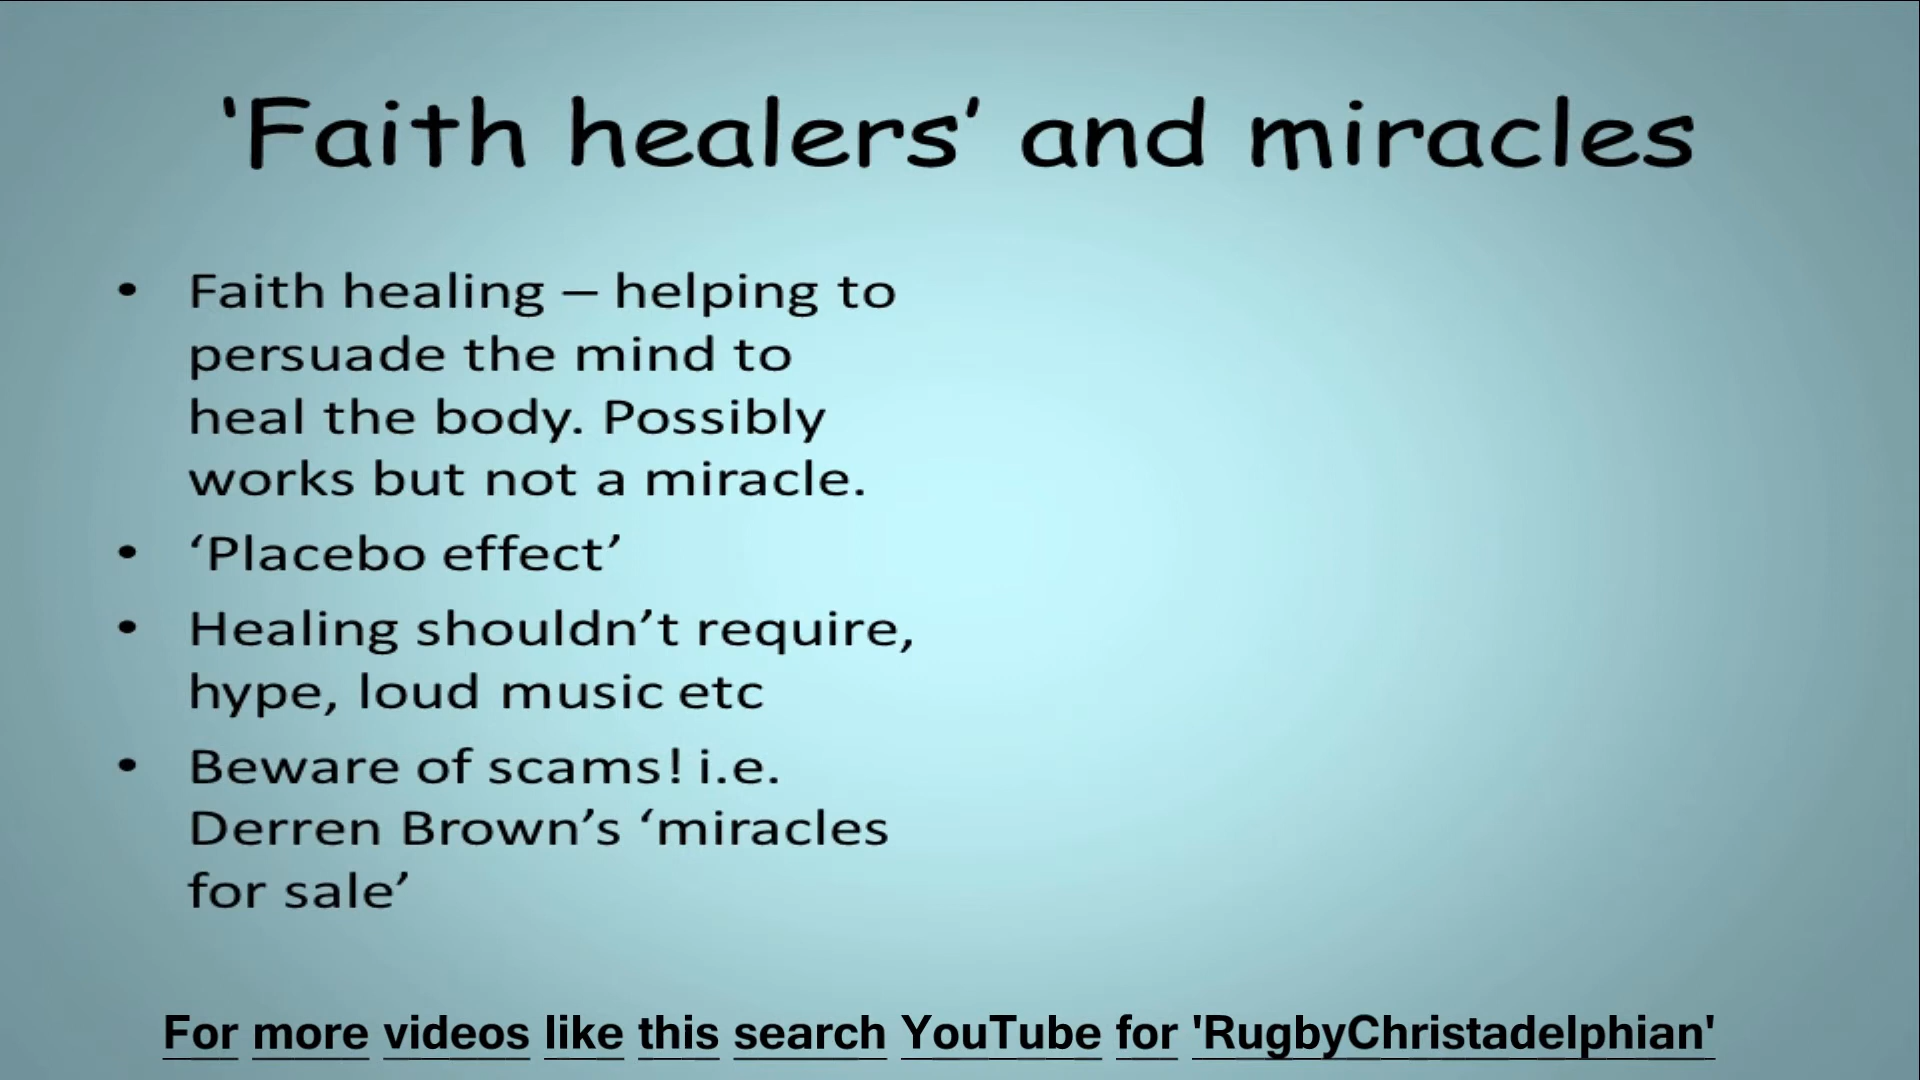 ‘Faith healers’ and miracles
• Faith healing – helping to
persuade the mind to
heal the body. Possibly
works but not a miracle.
• ‘Placebo effect’
• Healing shouldn’t require,
hype, loud music etc
• Beware of scams! i.e.
Derren Brown’s ‘miracles
for sale’
For more videos like this search YouTube for 'RugbyChristadelphian'